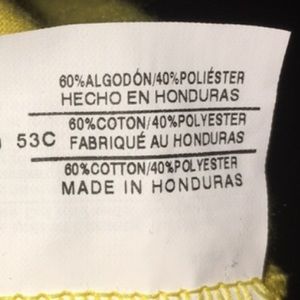 60%ALGODÓN/40%POLIÉSTER
HECHO EN HONDURAS
60%COTON/40%POLYESTER
53C FABRIQUÉ AU HONDURAS
60%COTTON/40%POLYESTER
MADE IN HONDURAS